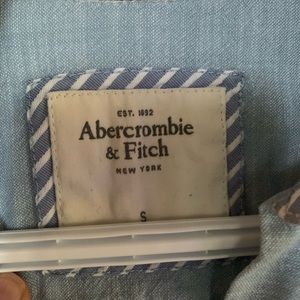 EST. 1892
Abercrombie
& Fitch
NEW YORK
S